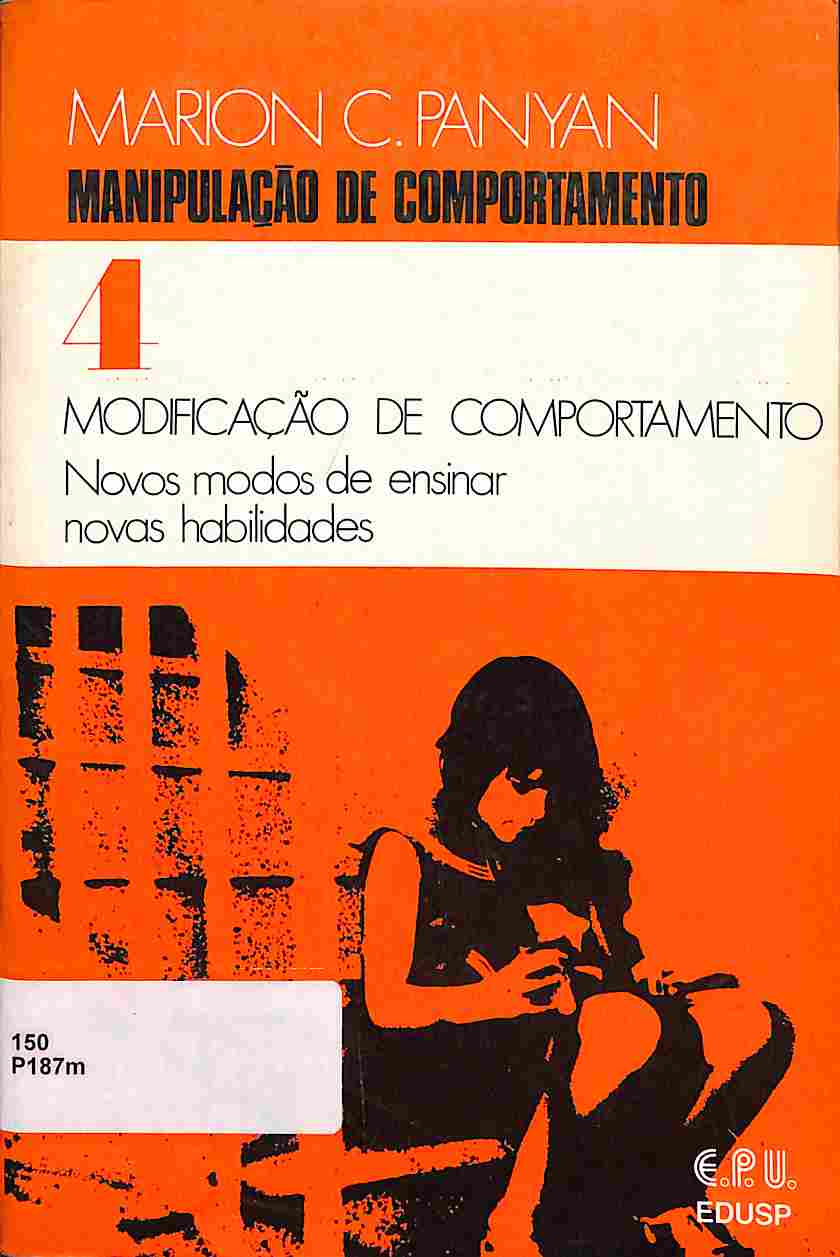 MARION C. PANYAN
MANIPULAÇÃO DE COMPORTAMENTO
4
MODIFICAÇÃO DE COMPORTAMENTO
Novos modos de ensinar
novas habilidades
150
P187m
E.P.U.
EDUSP